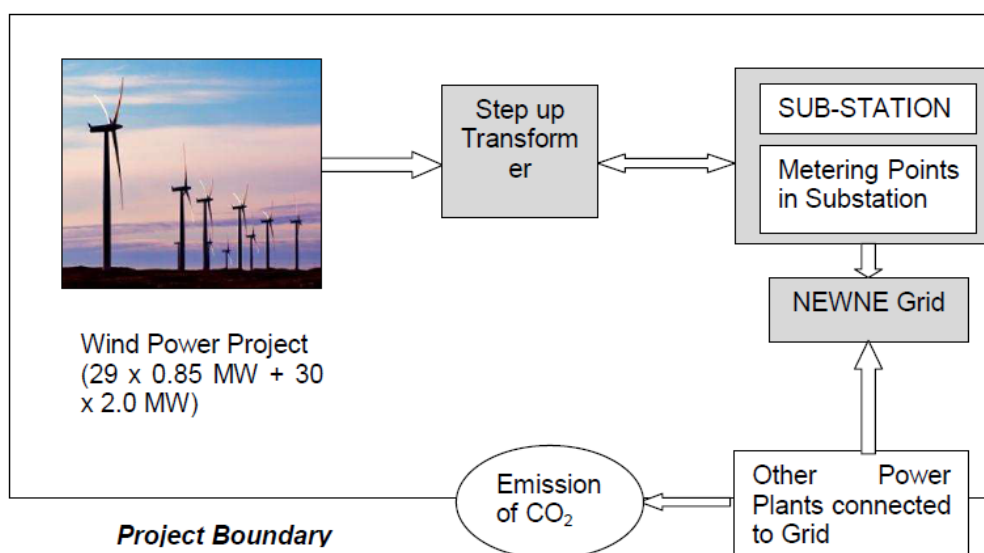 Step up
Transform
er
SUB-STATION
Metering Points
in Substation
NEWNE Grid
Wind Power Project
(29 x 0.85 MW + 30
x 2.0 MW)
Emission
of CO₂
Other Power
Plants connected
to Grid
Project Boundary